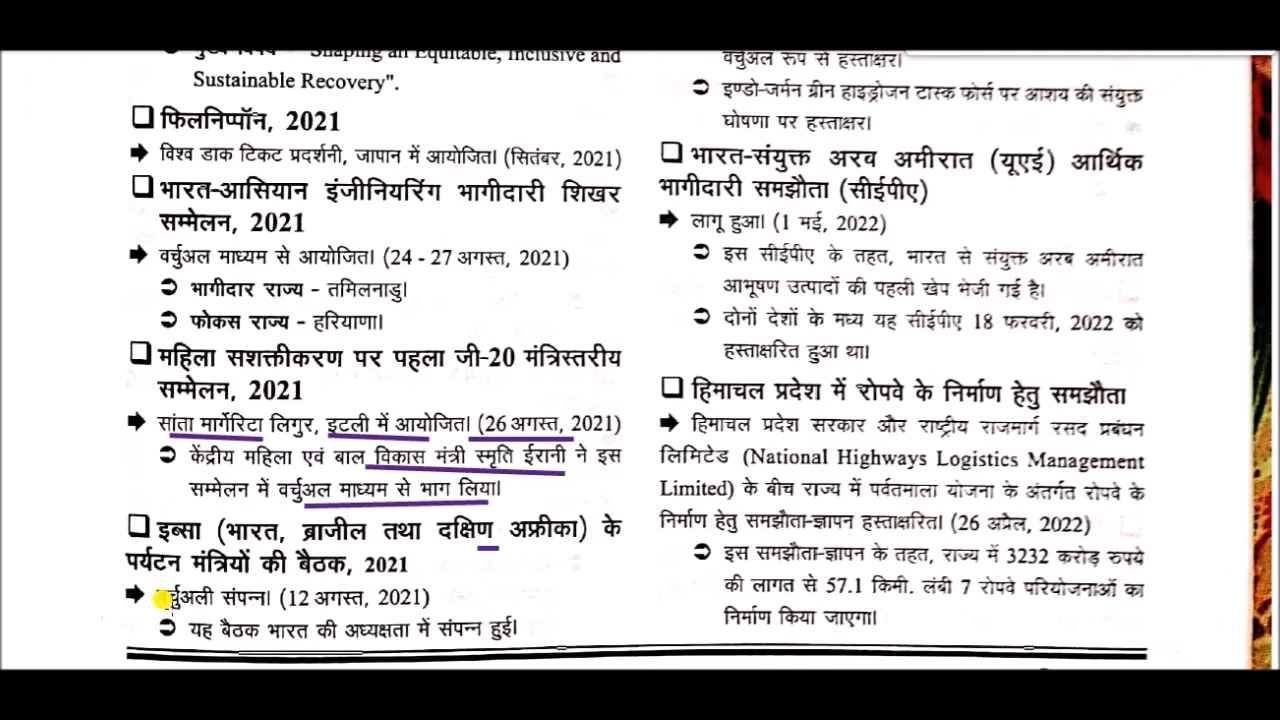 मुख्य विषय - "Shaping an Equitable, Inclusive and
Sustainable Recovery".
❑ फिलनिप्पॉन, 2021
➡ विश्व डाक टिकट प्रदर्शनी, जापान में आयोजित। (सितंबर, 2021)
❑ भारत-आसियान इंजीनियरिंग भागीदारी शिखर
सम्मेलन, 2021
➡ वर्चुअल माध्यम से आयोजित। (24 - 27 अगस्त, 2021)
➲ भागीदार राज्य - तमिलनाडु।
➲ फोकस राज्य - हरियाणा।
❑ महिला सशक्तीकरण पर पहला जी-20 मंत्रिस्तरीय
सम्मेलन, 2021
➡ सांता मार्गेरिटा लिगुर, इटली में आयोजित। (26 अगस्त, 2021)
➲ केंद्रीय महिला एवं बाल विकास मंत्री स्मृति ईरानी ने इस
सम्मेलन में वर्चुअल माध्यम से भाग लिया।
❑ इब्सा (भारत, ब्राजील तथा दक्षिण अफ्रीका) के
पर्यटन मंत्रियों की बैठक, 2021
➡ वर्चुअली संपन्न। (12 अगस्त, 2021)
➲ यह बैठक भारत की अध्यक्षता में संपन्न हुई।
वर्चुअल रूप से हस्ताक्षर।
➲ इण्डो-जर्मन ग्रीन हाइड्रोजन टास्क फोर्स पर आशय की संयुक्त
घोषणा पर हस्ताक्षर।
❑ भारत-संयुक्त अरब अमीरात (यूएई) आर्थिक
भागीदारी समझौता (सीईपीए)
➡ लागू हुआ। (1 मई, 2022)
➲ इस सीईपीए के तहत, भारत से संयुक्त अरब अमीरात
आभूषण उत्पादों की पहली खेप भेजी गई है।
➲ दोनों देशों के मध्य यह सीईपीए 18 फरवरी, 2022 को
हस्ताक्षरित हुआ था।
❑ हिमाचल प्रदेश में रोपवे के निर्माण हेतु समझौता
➡ हिमाचल प्रदेश सरकार और राष्ट्रीय राजमार्ग रसद प्रबंधन
लिमिटेड (National Highways Logistics Management
Limited) के बीच राज्य में पर्वतमाला योजना के अंतर्गत रोपवे के
निर्माण हेतु समझौता-ज्ञापन हस्ताक्षरित। (26 अप्रैल, 2022)
➲ इस समझौता-ज्ञापन के तहत, राज्य में 3232 करोड़ रुपये
की लागत से 57.1 किमी. लंबी 7 रोपवे परियोजनाओं का
निर्माण किया जाएगा।